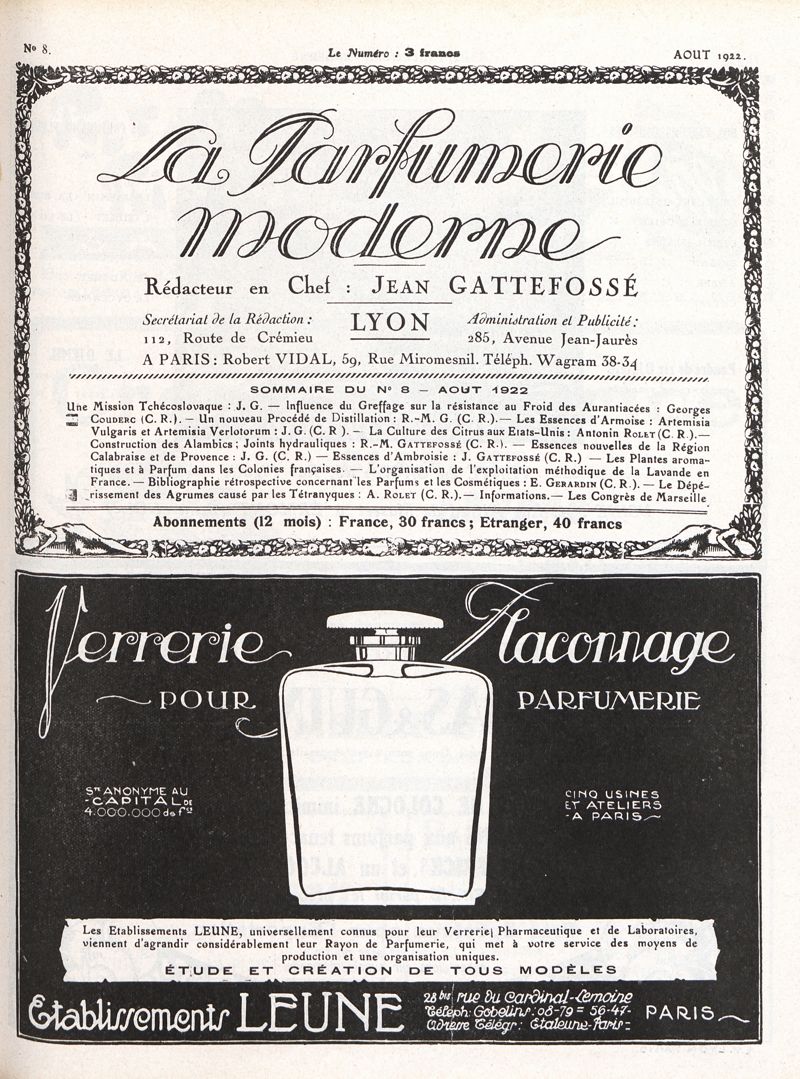 No 8.
Le Numéro : 3 francs
AOUT 1922.
La Parfumerie
moderne
Rédacteur en Chef : JEAN GATTEFOSSÉ
Secrétariat de la Rédaction :
112, Route de Crémieu
LYON
Administration et Publicité :
285, Avenue Jean-Jaurès
A PARIS : Robert VIDAL, 59, Rue Miromesnil. Téléph. Wagram 38-34
SOMMAIRE DU No 8 — AOUT 1922
Une Mission Tchécoslovaque : J. G. — Influence du Greffage sur la résistance au Froid des Aurantiacées : Georges
COUDERC (C. R.). — Un nouveau Procédé de Distillation : R.-M. G. (C. R.). — Les Essences d'Armoise : Artemisia
Vulgaris et Artemisia Verlotorum : J. G. (C. R ). — La Culture des Citrus aux Etats-Unis : Antonin ROLET (C. R.). —
Construction des Alambics ; Joints hydrauliques : R.-M. GATTEFOSSÉ (C. R.). — Essences nouvelles de la Région
Calabraise et de Provence : J. G. (C. R.) — Essences d'Ambroisie : J. GATTEFOSSÉ (C. R.) — Les Plantes aroma-
tiques et à Parfum dans les Colonies françaises. — L'organisation de l'exploitation méthodique de la Lavande en
France. — Bibliographie rétrospective concernant les Parfums et les Cosmétiques : E. GERARDIN (C. R.). — Le Dépé-
rissement des Agrumes causé par les Tétranyques : A. ROLET (C. R.). — Informations. — Les Congrès de Marseille
Abonnements (12 mois) : France, 30 francs ; Etranger, 40 francs
Verrerie Flaconnage
POUR PARFUMERIE
Sté ANONYME AU
CAPITAL DE
4.000.000 de frs
CINQ USINES
ET ATELIERS
A PARIS
Les Etablissements LEUNE, universellement connus pour leur Verrerie Pharmaceutique et de Laboratoires,
viennent d'agrandir considérablement leur Rayon de Parfumerie, qui met à votre service des moyens de
production et une organisation uniques.
ÉTUDE ET CRÉATION DE TOUS MODÈLES
Etablissements LEUNE
28 bis rue du Cardinal-Lemoine
Téléph: Gobelins: 08-79 = 56-47-
Adresse Télégr: Etaleune-Paris-
PARIS